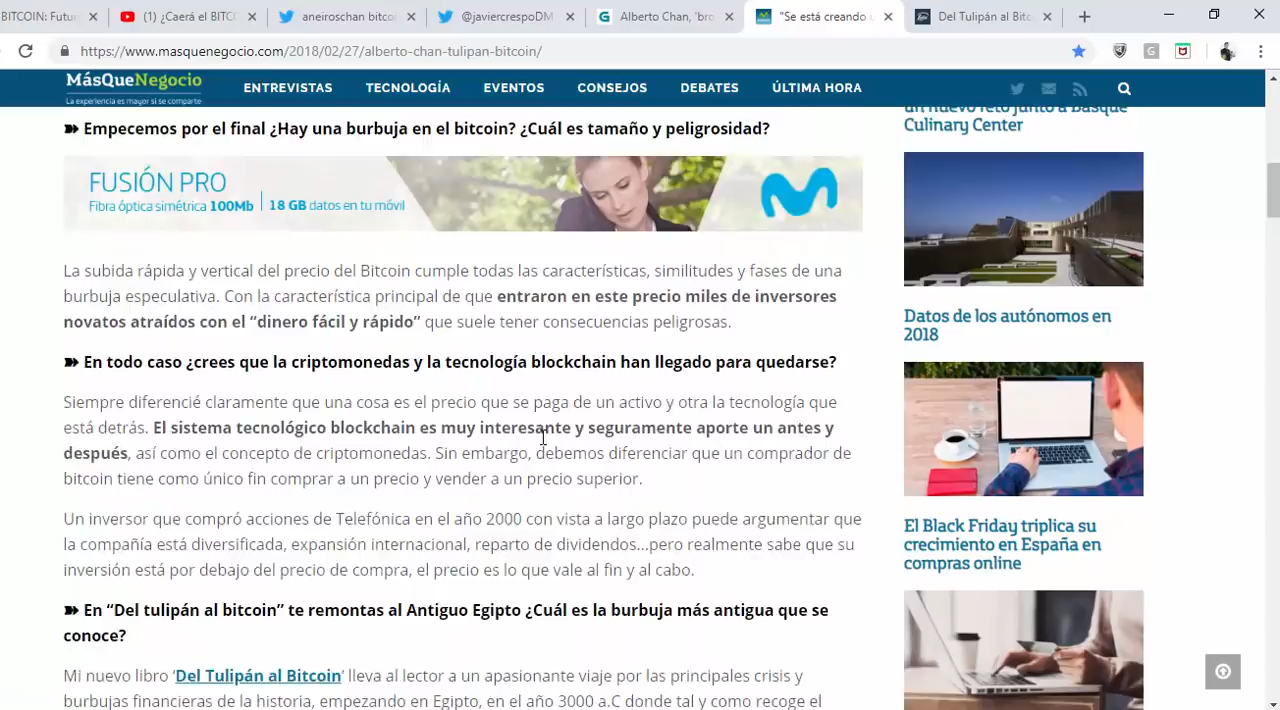 BITCOIN: Futuros
(1) ¿Caerá el BITCO
aneiroschan bitcoi
@javiercrespoDM
Alberto Chan, "bro
"Se está creando u
Del Tulipán al Bitc
https://www.masquenegocio.com/2018/02/27/alberto-chan-tulipan-bitcoin/
MásQueNegocio
La experiencia es mayor si se comparte
ENTREVISTAS
TECNOLOGÍA
EVENTOS
CONSEJOS
DEBATES
ÚLTIMA HORA
Empecemos por el final ¿Hay una burbuja en el bitcoin? ¿Cuál es tamaño y peligrosidad?
FUSIÓN PRO
Fibra óptica simétrica 100Mb
18 GB datos en tu móvil
La subida rápida y vertical del precio del Bitcoin cumple todas las características, similitudes y fases de una
burbuja especulativa. Con la característica principal de que entraron en este precio miles de inversores
novatos atraídos con el “dinero fácil y rápido” que suele tener consecuencias peligrosas.
En todo caso ¿crees que la criptomonedas y la tecnología blockchain han llegado para quedarse?
Siempre diferencié claramente que una cosa es el precio que se paga de un activo y otra la tecnología que
está detrás. El sistema tecnológico blockchain es muy interesante y seguramente aporte un antes y
después, así como el concepto de criptomonedas. Sin embargo, debemos diferenciar que un comprador de
bitcoin tiene como único fin comprar a un precio y vender a un precio superior.
Un inversor que compró acciones de Telefónica en el año 2000 con vista a largo plazo puede argumentar que
la compañía está diversificada, expansión internacional, reparto de dividendos...pero realmente sabe que su
inversión está por debajo del precio de compra, el precio es lo que vale al fin y al cabo.
En “Del tulipán al bitcoin” te remontas al Antiguo Egipto ¿Cuál es la burbuja más antigua que se
conoce?
Mi nuevo libro ‘Del Tulipán al Bitcoin‘ lleva al lector a un apasionante viaje por las principales crisis y
burbujas financieras de la historia, empezando en Egipto, en el año 3000 a.C donde tal y como recoge el
un nuevo reto junto a Basque
Culinary Center
Datos de los autónomos en
2018
El Black Friday triplica su
crecimiento en España en
compras online